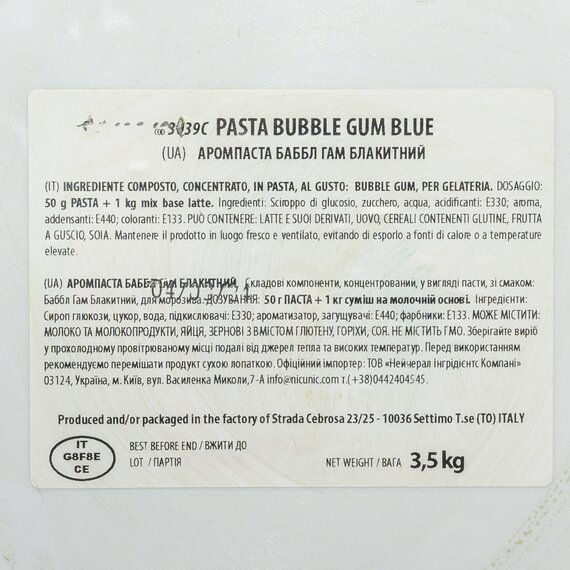 3039C PASTA BUBBLE GUM BLUE
(UA) АРОМПАСТА БАББЛ ГАМ БЛАКИТНИЙ
(IT) INGREDIENTE COMPOSTO, CONCENTRATO, IN PASTA, AL GUSTO: BUBBLE GUM, PER GELATERIA. DOSAGGIO:
50 g PASTA + 1 kg mix base latte. Ingredienti: Sciroppo di glucosio, zucchero, acqua, acidificanti: E330; aroma,
addensanti: E440; coloranti: E133. PUÒ CONTENERE: LATTE E SUOI DERIVATI, UOVO, CEREALI CONTENENTI GLUTINE, FRUTTA
A GUSCIO, SOIA. Mantenere il prodotto in luogo fresco e ventilato, evitando di esporlo a fonti di calore o a temperature
elevate.
(UA) АРОМПАСТА БАББЛ ГАМ БЛАКИТНИЙ, Складові компоненти, концентрований, у вигляді пасти, зі смаком:
Баббл Гам Блакитний, для морозива. ДОЗУВАННЯ: 50 г ПАСТА + 1 кг суміш на молочній основі. Інгредієнти:
Сироп глюкози, цукор, вода, підкислювачі: E330; ароматизатор, загущувачі: E440; фарбники: E133. МОЖЕ МІСТИТИ:
МОЛОКО ТА МОЛОКОПРОДУКТИ, ЯЙЦЯ, ЗЕРНОВІ З ВМІСТОМ ГЛЮТЕНУ, ГОРІХИ, СОЯ. НЕ МІСТИТЬ ГМО. Зберігайте виріб
у прохолодному провітрюваному місці подалі від джерел тепла та високих температур. Перед використанням
рекомендуємо перемішати продукт сухою лопаткою. Офіційний імпортер: ТОВ «Нейчерал Інгрідієнтс Компані»
03124, Україна, м. Київ, вул. Василенка Миколи,7-А info@nicunic.com т.(+38)0442404545.
Produced and/or packaged in the factory of Strada Cebrosa 23/25 - 10036 Settimo T.se (TO) ITALY
IT
G8F8E
CE
BEST BEFORE END / ВЖИТИ ДО
LOT / ПАРТІЯ
NET WEIGHT / ВАГА 3,5 kg